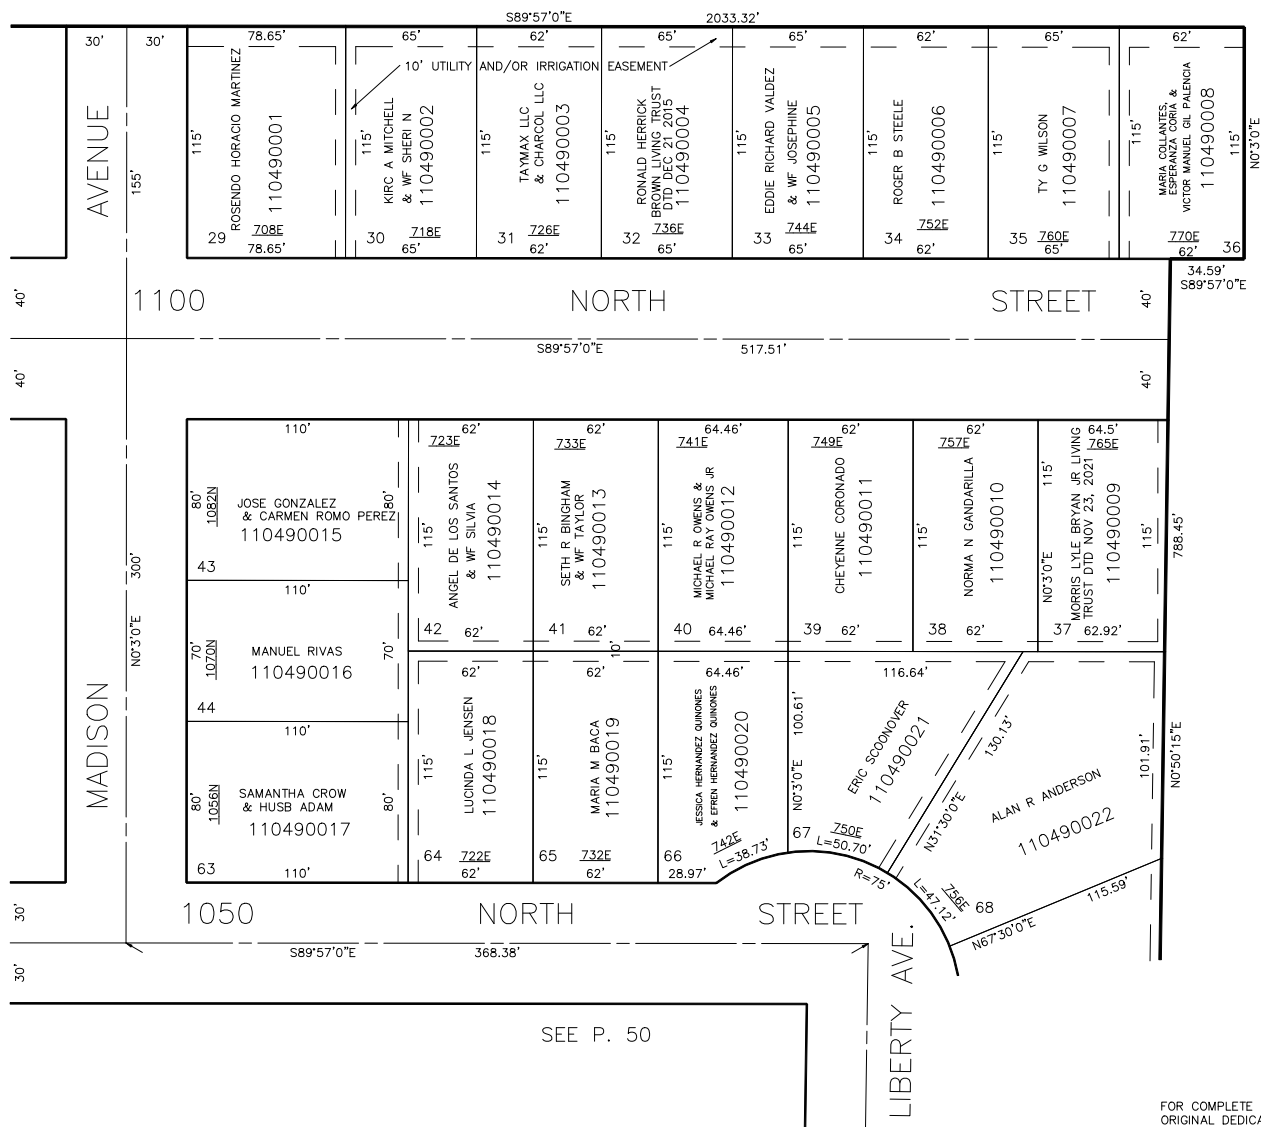 S89°57'0"E 2033.32'
30' 30' 78.65' 65' 62' 65' 65' 62' 65' 62'
10' UTILITY AND/OR IRRIGATION EASEMENT
AVENUE
155'
115'
ROSENDO HORACIO MARTINEZ
110490001
29 708E
78.65'
115'
KIRC A MITCHELL
& WF SHERI N
110490002
30 718E
65'
115'
TAYMAX LLC
& CHARCOL LLC
110490003
31 726E
62'
115'
RONALD HERRICK
BROWN LIVING TRUST
DTD DEC 21 2015
110490004
32 736E
65'
115'
EDDIE RICHARD VALDEZ
& WF JOSEPHINE
110490005
33 744E
65'
115'
ROGER B STEELE
110490006
34 752E
62'
115'
TY G WILSON
110490007
35 760E
65'
115'
MARIA COLLANTES,
ESPERANZA CORIA &
VICTOR MANUEL GIL PALENCIA
110490008
115'
770E 36
62'
N0°3'0"E
34.59'
S89°57'0"E
40' 1100 NORTH STREET 40'
S89°57'0"E 517.51'
40' 40'
110'
80'
1082N
JOSE GONZALEZ
& CARMEN ROMO PEREZ
110490015
80'
43
110'
300'
N0°3'0"E
70'
1070N
MANUEL RIVAS
110490016
70'
44
110'
80'
1056N
SAMANTHA CROW
& HUSB ADAM
110490017
80'
63
110'
MADISON
62'
723E
115'
ANGEL DE LOS SANTOS
& WF SILVIA
110490014
42 62'
62'
733E
115'
SETH R BINGHAM
& WF TAYLOR
110490013
41 62'
10'
64.46'
741E
115'
MICHAEL R OWENS &
MICHAEL RAY OWENS JR
110490012
40 64.46'
62'
749E
115'
CHEYENNE CORONADO
110490011
39 62'
62'
757E
115'
NORMA N GANDARILLA
110490010
38 62'
64.5'
765E
115'
N0°3'0"E
MORRIS LYLE BRYAN JR LIVING
TRUST DTD NOV 23, 2021
110490009
115'
37 62.92'
788.45'
N0°50'15"E
62'
115'
LUCINDA L JENSEN
110490018
64 722E
62'
62'
115'
MARIA M BACA
110490019
65 732E
62'
64.46'
115'
JESSICA HERNANDEZ QUINONES
& EFREN HERNANDEZ QUINONES
110490020
66 742E
28.97' L=38.73'
116.64'
100.61'
N0°3'0"E
ERIC SCOONOVER
110490021
67 750E
L=50.70'
R=75'
130.13'
N31°30'0"E
ALAN R ANDERSON
110490022
101.91'
756E 68
L=47.12'
115.59'
N67°30'0"E
30' 1050 NORTH STREET
S89°57'0"E 368.38'
30'
SEE P. 50
LIBERTY AVE.
FOR COMPLETE
ORIGINAL DEDICA